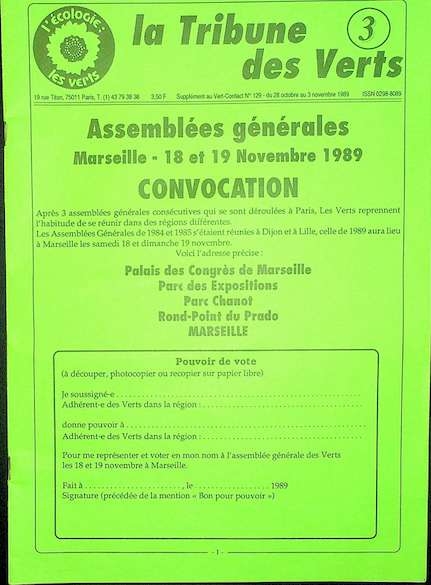 l'écologie : les verts
la Tribune
des Verts
3
19 rue Titon, 75011 Paris, T. (1) 43 79 38 38 3,50 F Supplément au Vert-Contact N° 129 - du 28 octobre au 3 novembre 1989 ISSN 0298-8089
Assemblées générales
Marseille - 18 et 19 Novembre 1989
CONVOCATION
Après 3 assemblées générales consécutives qui se sont déroulées à Paris, Les Verts reprennent
l'habitude de se réunir dans des régions différentes.
Les Assemblées Générales de 1984 et 1985 s'étaient réunies à Dijon et à Lille, celle de 1989 aura lieu
à Marseille les samedi 18 et dimanche 19 novembre.
Voici l'adresse précise :
Palais des Congrès de Marseille
Parc des Expositions
Parc Chanot
Rond-Point du Prado
MARSEILLE
Pouvoir de vote
(à découper, photocopier ou recopier sur papier libre)
Je soussigné-e
Adhérent-e des Verts dans la région :
donne pouvoir à
Adhérent-e des Verts dans la région :
Pour me représenter et voter en mon nom à l'assemblée générale des Verts
les 18 et 19 novembre à Marseille.
Fait à . . . . . . . . . . . . . . . . . . . . . . , le . . . . . . . . . . . . . . . . . 1989
Signature (précédée de la mention « Bon pour pouvoir »)
- 1 -